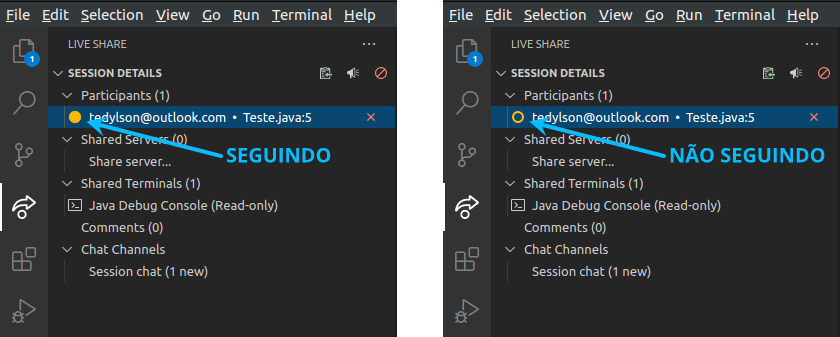 File Edit Selection View Go Run Terminal Help
LIVE SHARE
1
SESSION DETAILS
Participants (1)
tedylson@outlook.com • Teste.java:5
Shared Servers (0)
SEGUINDO
Share server...
Shared Terminals (1)
Java Debug Console (Read-only)
Comments (0)
Chat Channels
Session chat (1 new)
File Edit Selection View Go Run Terminal Help
LIVE SHARE
1
SESSION DETAILS
Participants (1)
tedylson@outlook.com • Teste.java:5
Shared Servers (0)
NÃO SEGUINDO
Share server...
Shared Terminals (1)
Java Debug Console (Read-only)
Comments (0)
Chat Channels
Session chat (1 new)